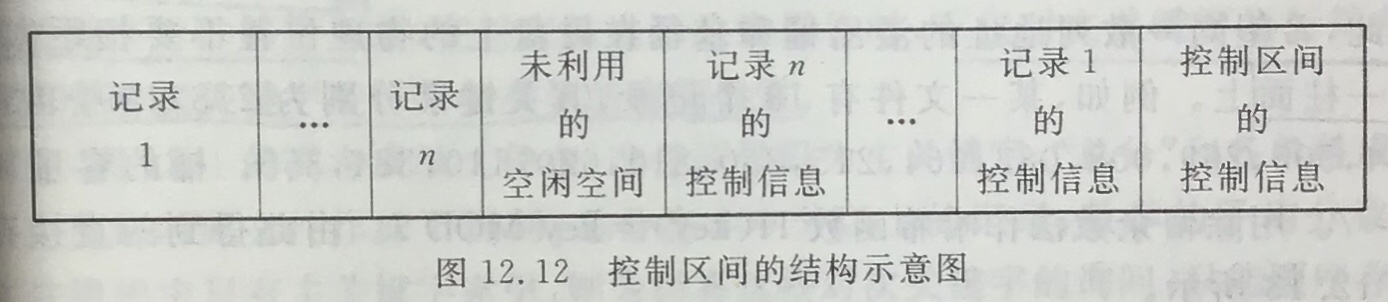 记录
1
…
记录
n
未利用
的
空闲空间
记录 n
的
控制信息
…
记录 1
的
控制信息
控制区间
的
控制信息
图 12.12 控制区间的结构示意图